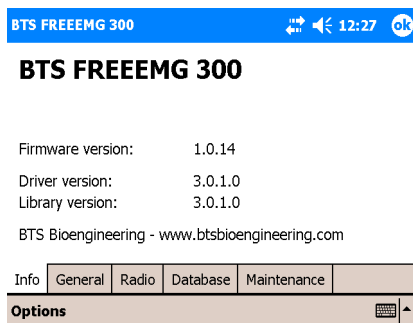 BTS FREEEMG 300 12:27 ok
BTS FREEEMG 300
Firmware version: 1.0.14
Driver version: 3.0.1.0
Library version: 3.0.1.0
BTS Bioengineering - www.btsbioengineering.com
Info General Radio Database Maintenance
Options